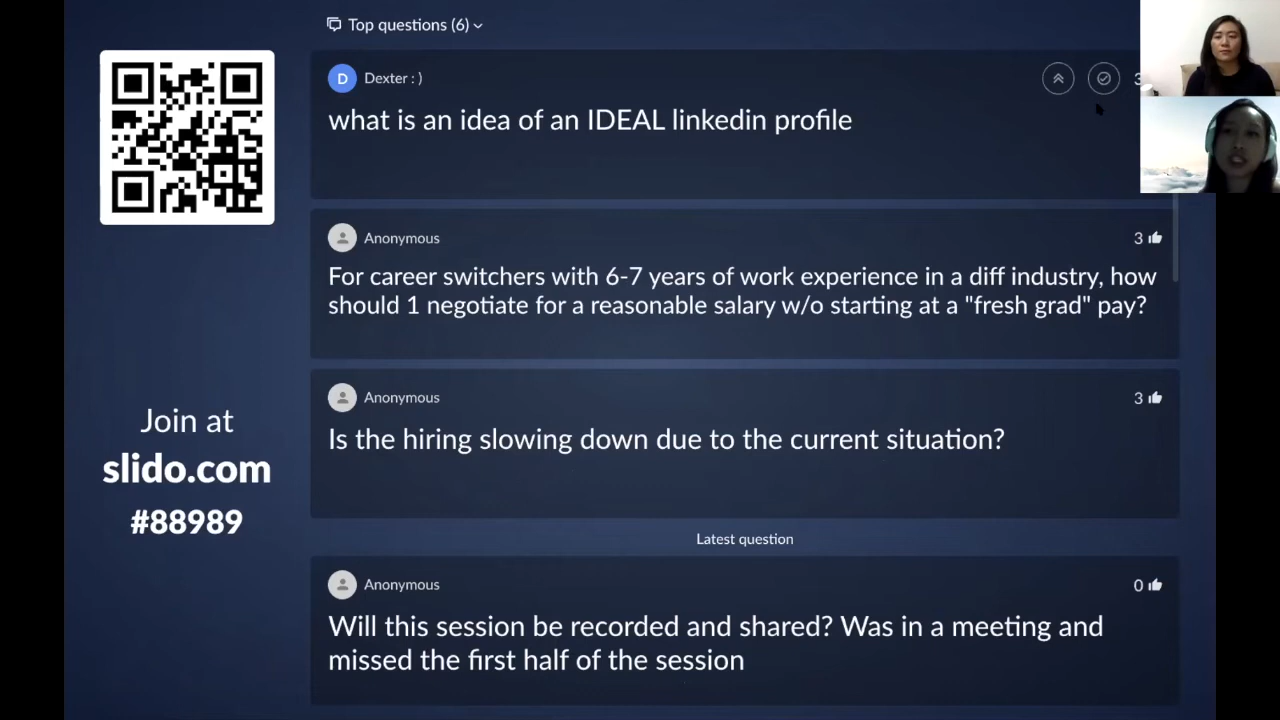 Top questions (6)
D
Dexter : )
3
what is an idea of an IDEAL linkedin profile
Anonymous
3
For career switchers with 6-7 years of work experience in a diff industry, how
should 1 negotiate for a reasonable salary w/o starting at a "fresh grad" pay?
Anonymous
3
Is the hiring slowing down due to the current situation?
Join at
slido.com
#88989
Latest question
Anonymous
0
Will this session be recorded and shared? Was in a meeting and
missed the first half of the session